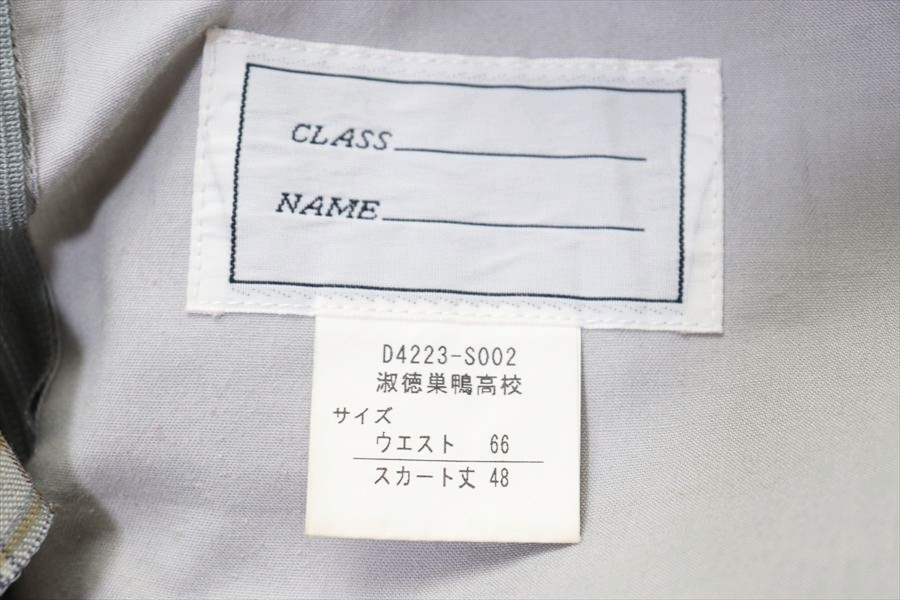 CLASS
NAME
D4223-S002
淑徳巣鴨高校
サイズ
ウエスト 66
スカート丈 48